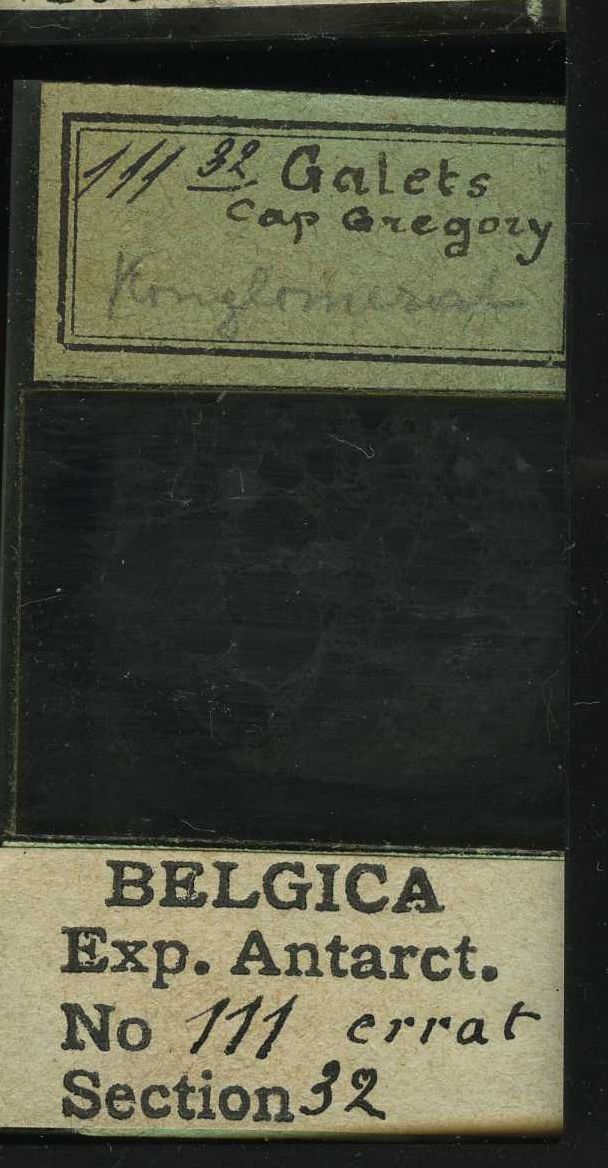 111 32 Galets
Cap Gregory
Konglomerat
BELGICA
Exp. Antarct.
No 111 errat
Section 32